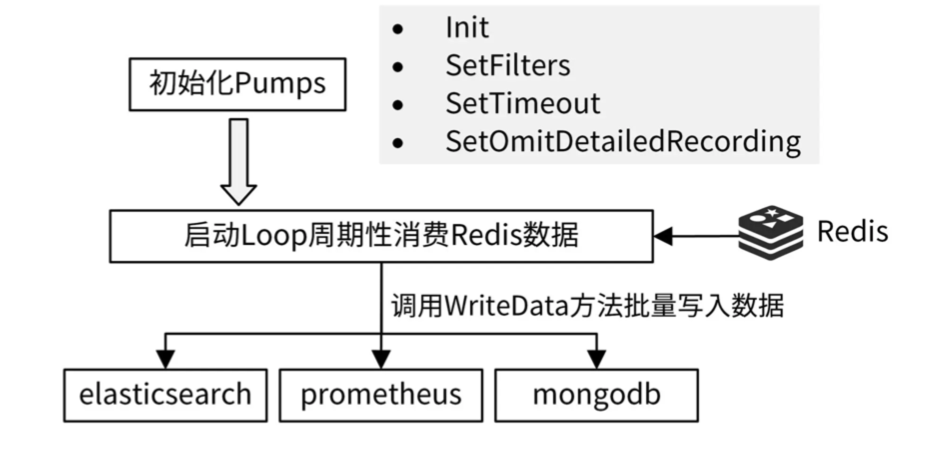 Init
SetFilters
SetTimeout
SetOmitDetailedRecording
初始化Pumps
启动Loop周期性消费Redis数据
Redis
调用WriteData方法批量写入数据
elasticsearch
prometheus
mongodb